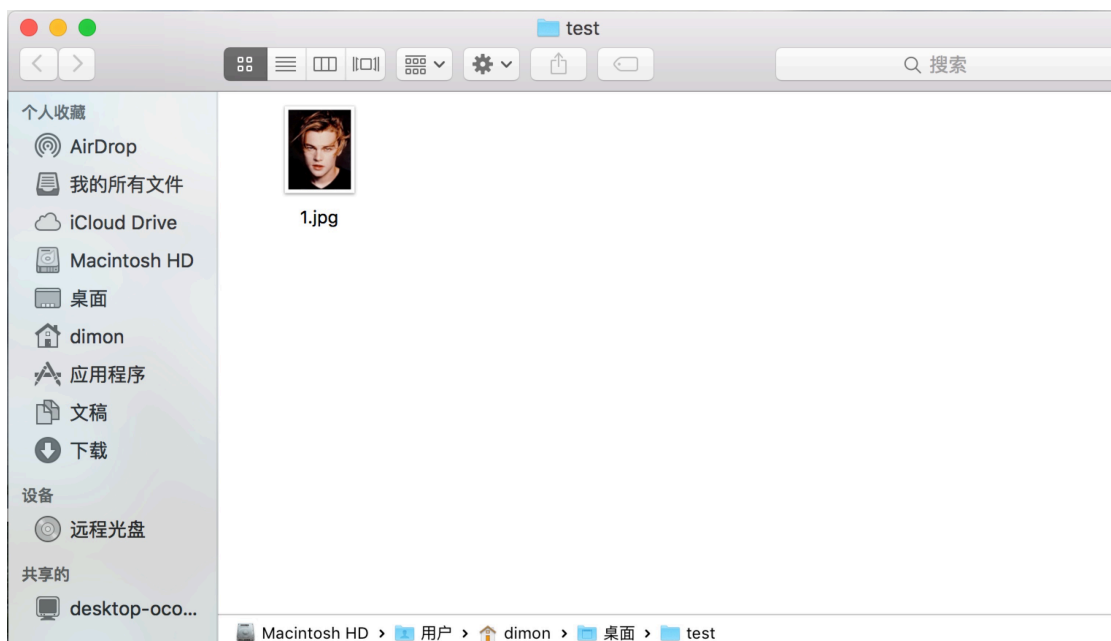 test
搜索
个人收藏
AirDrop
我的所有文件
iCloud Drive
Macintosh HD
桌面
dimon
应用程序
文稿
下载
设备
远程光盘
共享的
desktop-oco...
1.jpg
Macintosh HD › 用户 › dimon › 桌面 › test